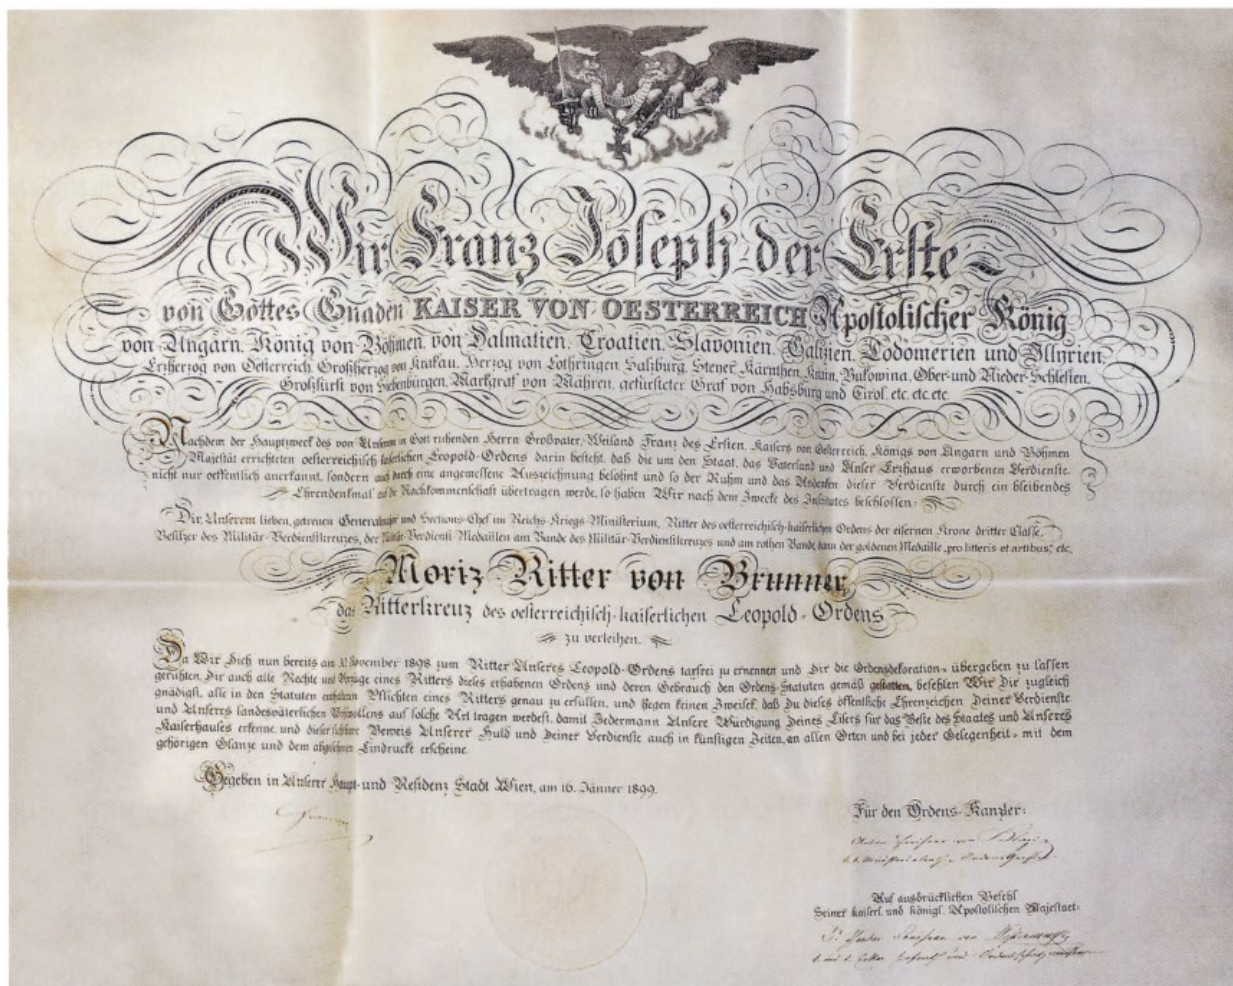 Wir Franz Joseph der Erste
von Gottes Gnaden KAISER VON OESTERREICH Apostolischer König
von Ungarn, König von Böhmen, von Dalmatien, Croatien, Slavonien, Galizien, Lodomerien und Illyrien,
Erzherzog von Oesterreich, Großherzog von Krakau, Herzog von Lothringen, Salzburg, Steyer, Kärnthen, Krain, Bukowina, Ober- und Nieder-Schlesien,
Großfürst von Siebenbürgen, Markgraf von Mähren, gefürsteter Graf von Habsburg und Tirol, etc. etc. etc.
Nachdem der Hauptzweck des von Unserem in Gott ruhenden Herrn Großvater, Weiland Franz des Ersten, Kaisers von Oesterreich, Königs von Ungarn und Böhmen
Majestät errichteten oesterreichisch kaiserlichen Leopold-Ordens darin besteht, daß die um den Staat, das Vaterland und Unser Erzhaus erworbenen Verdienste
nicht nur oeffentlich anerkannt, sondern auch durch eine angemessene Auszeichnung belohnt und so der Ruhm und das Andenken dieser Verdienste durch ein bleibendes
Ehrendenkmal auf die Nachkommenschaft übertragen werde, so haben Wir nach dem Zwecke des Institutes beschlossen:
Dir, Unserem lieben, getreuen Generalmajor und Sections-Chef im Reichs-Kriegs-Ministerium, Ritter des oesterreichisch-kaiserlichen Ordens der eisernen Krone dritter Classe,
Besitzer des Militär-Verdienstkreuzes, der Militär-Verdienst-Medaillen am Bande des Militär-Verdienstkreuzes und am rothen Bande, dann der goldenen Medaille „pro litteris et artibus", etc.
Moriz Ritter von Brunner,
das Ritterkreuz des oesterreichisch-kaiserlichen Leopold-Ordens
zu verleihen.
Da Wir Dich nun bereits am November 1898 zum Ritter Unseres Leopold-Ordens taxfrei zu ernennen und Dir die Ordensdekoration übergeben zu lassen
geruhten, Dir auch alle Rechte und Vorzüge eines Ritters dieses erhabenen Ordens und deren Gebrauch den Ordens-Statuten gemäß gestatten, befehlen Wir Dir zugleich
gnädigst, alle in den Statuten enthaltenen Pflichten eines Ritters genau zu erfüllen, und hegen keinen Zweifel, daß Du dieses öffentliche Ehrenzeichen Deiner Verdienste
und Unseres landesväterlichen Wohlwollens auf solche Art tragen werdest, damit Jedermann Unsere Würdigung Deines Eifers für das Beste des Staates und Unseres
Kaiserhauses erkenne, und dieser sichtbare Beweis Unserer Huld und Deiner Verdienste auch in künftigen Zeiten, an allen Orten und bei jeder Gelegenheit mit dem
gehörigen Glanze und dem Eindrucke erscheine.
Gegeben in Unserer Haupt- und Residenz Stadt Wien, am 16. Jänner 1899.
Für den Ordens-Kanzler:
Freiherr von
Auf ausdrücklichen Befehl
Seiner kaiserl. und königl. Apostolischen Majestaet:
Freiherr von